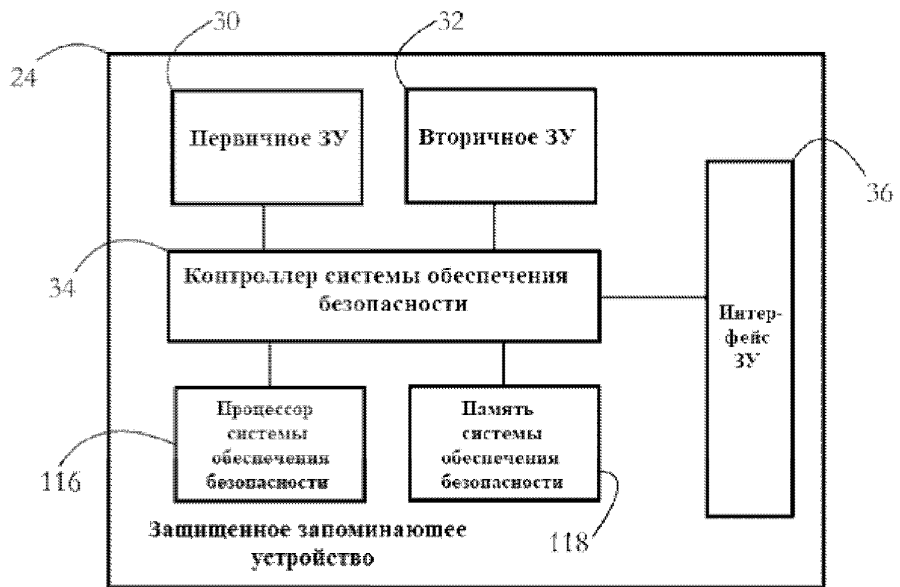 30
32
24
Первичное ЗУ
Вторичное ЗУ
36
34
Контроллер системы обеспечения
безопасности
Интер-
фейс
ЗУ
Процессор
системы
обеспечения
безопасности
Память
системы
обеспечения
безопасности
116
118
Защищенное запоминающее
устройство